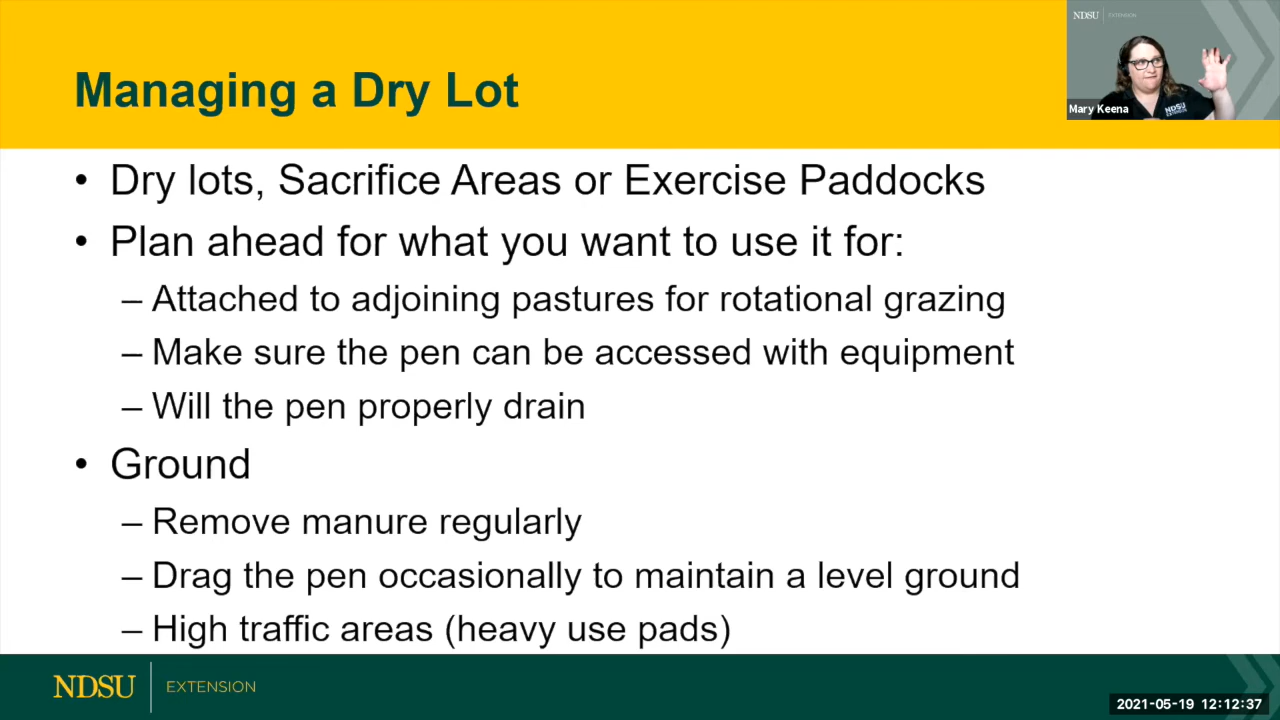 NDSU EXTENSION
Managing a Dry Lot
Mary Keena
NDSU
EXTENSION
• Dry lots, Sacrifice Areas or Exercise Paddocks
• Plan ahead for what you want to use it for:
– Attached to adjoining pastures for rotational grazing
– Make sure the pen can be accessed with equipment
– Will the pen properly drain
• Ground
– Remove manure regularly
– Drag the pen occasionally to maintain a level ground
– High traffic areas (heavy use pads)
NDSU EXTENSION
2021-05-19 12:12:37